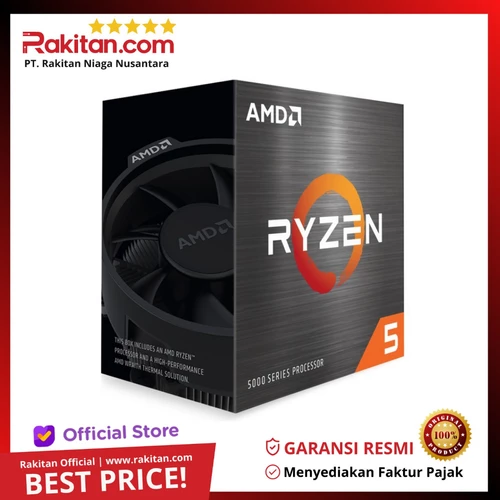 Rakitan.com
PT. Rakitan Niaga Nusantara
AMD
AMD
AMD
RYZEN
THIS BOX INCLUDES AN AMD RYZEN™
PROCESSOR AND A HIGH-PERFORMANCE
AMD WRAITH THERMAL SOLUTION.
5000 SERIES PROCESSOR
5
Official Store
ORIGINAL
100%
GARANSI RESMI
Menyediakan Faktur Pajak
Rakitan Official | www.rakitan.com
BEST PRICE!